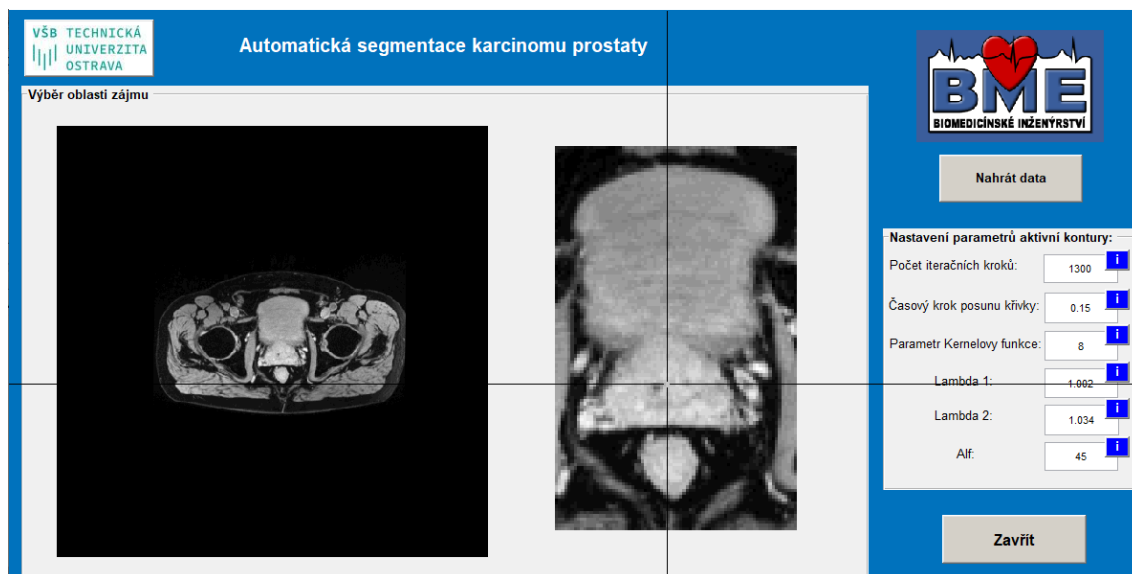 VŠB TECHNICKÁ
UNIVERZITA
OSTRAVA
Automatická segmentace karcinomu prostaty
BME
BIOMEDICÍNSKÉ INŽENÝRSTVÍ
Výběr oblasti zájmu
Nahrát data
Nastavení parametrů aktivní kontury:
Počet iteračních kroků: 1300 i
Časový krok posunu křivky: 0.15 i
Parametr Kernelovy funkce: 8 i
Lambda 1: 1.002 i
Lambda 2: 1.034 i
Alf: 45 i
Zavřít